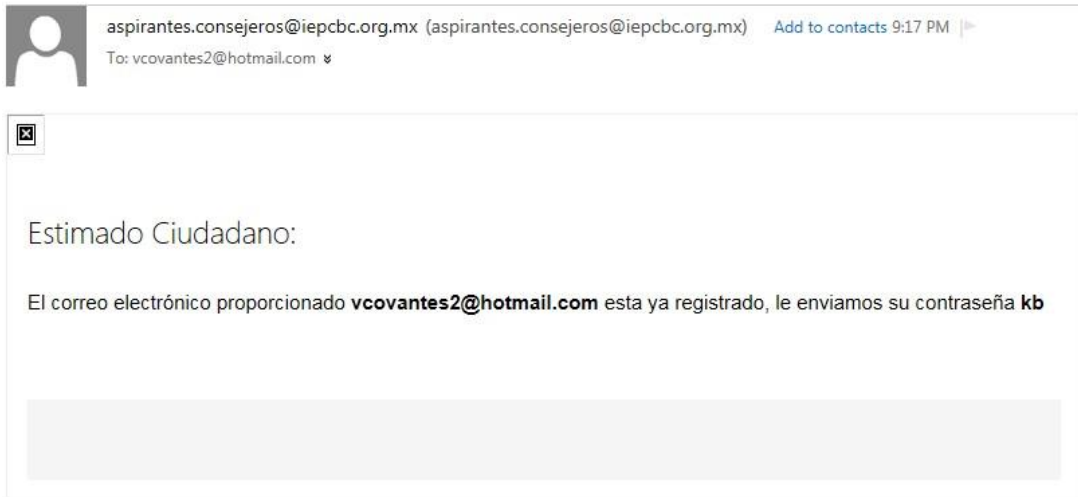 aspirantes.consejeros@iepcbc.org.mx (aspirantes.consejeros@iepcbc.org.mx) Add to contacts 9:17 PM
To: vcovantes2@hotmail.com
Estimado Ciudadano:
El correo electrónico proporcionado vcovantes2@hotmail.com esta ya registrado, le enviamos su contraseña kb